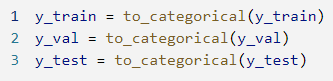 1 y_train = to_categorical(y_train)
2 y_val = to_categorical(y_val)
3 y_test = to_categorical(y_test)